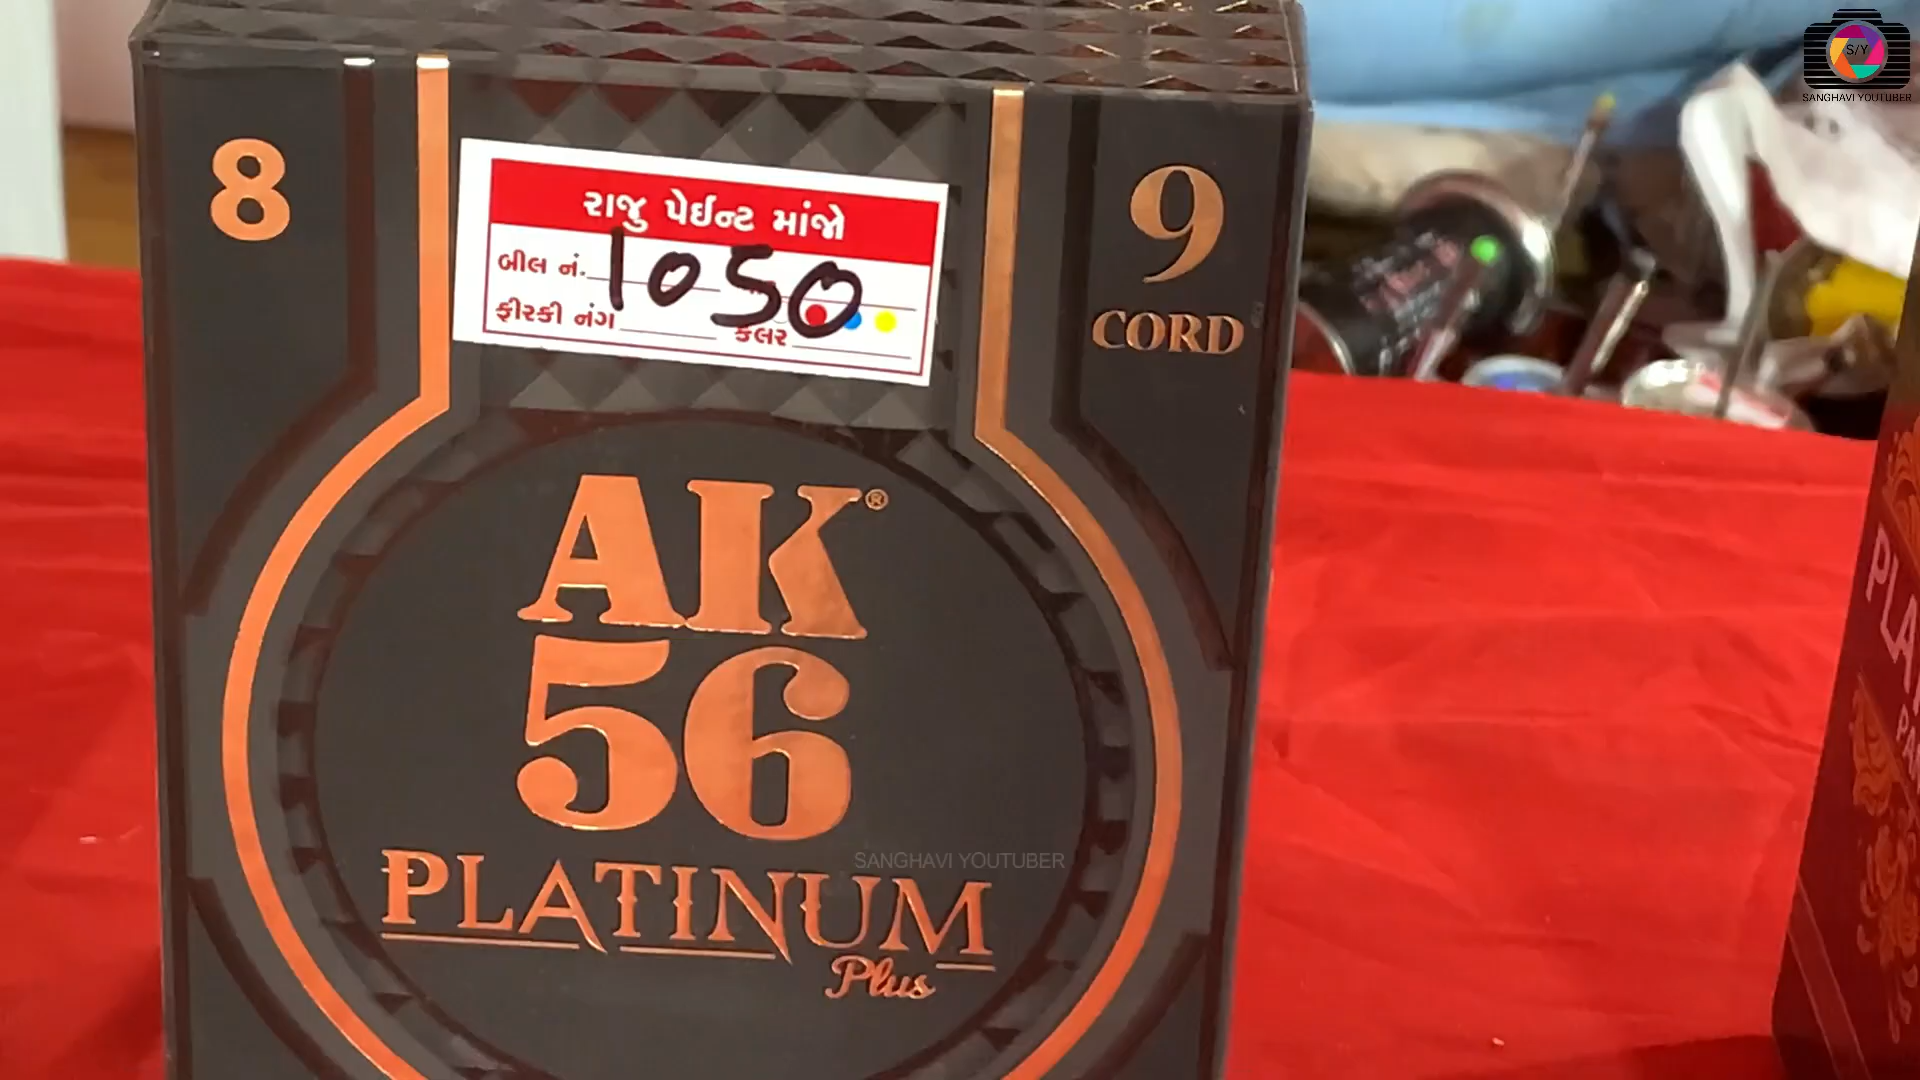 S/Y
SANGHAVI YOUTUBER
8
રાજુ પેઈન્ટ માંજો
બીલ નં. 1050
ફીરકી નંગ કલર
9
CORD
AK®
56
SANGHAVI YOUTUBER
PLATINUM
Plus